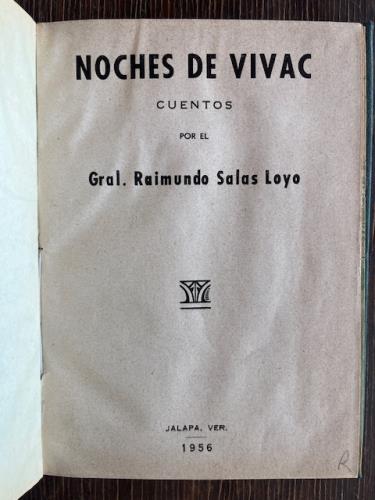 NOCHES DE VIVAC
CUENTOS
POR EL
Gral. Raimundo Salas Loyo
JALAPA, VER.
1956
R